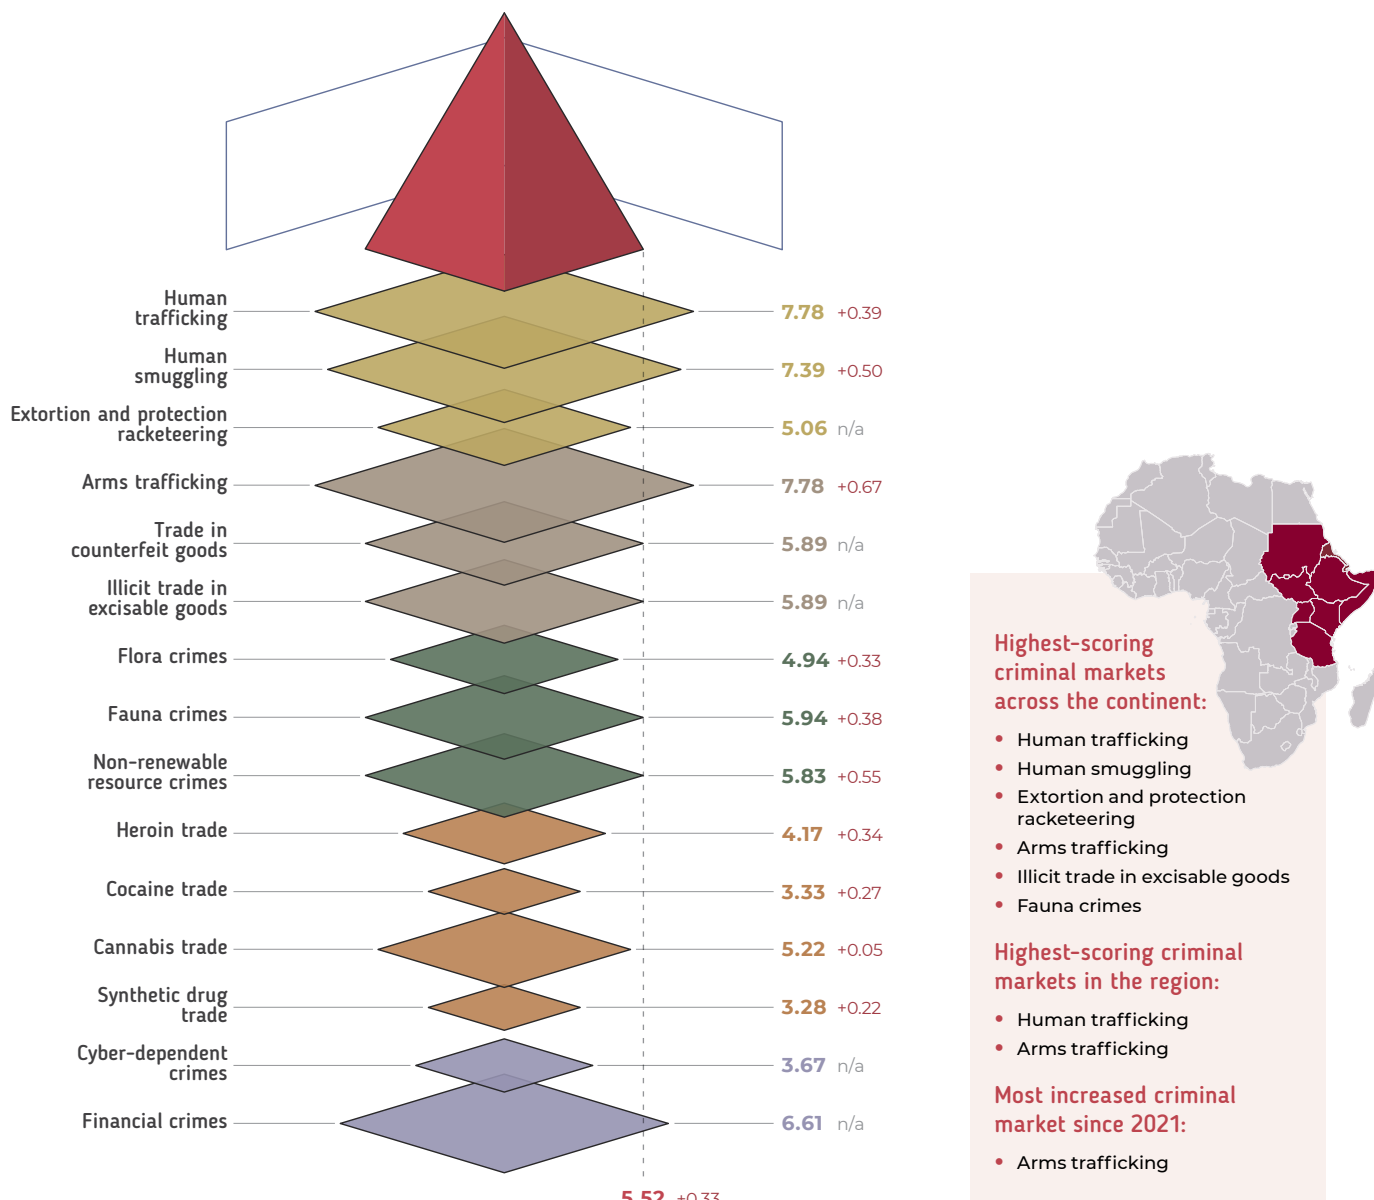 Human
trafficking
7.78 +0.39
Human
smuggling
7.39 +0.50
Extortion and protection
racketeering
5.06 n/a
Arms trafficking
7.78 +0.67
Trade in
counterfeit goods
5.89 n/a
Illicit trade in
excisable goods
5.89 n/a
Flora crimes
4.94 +0.33
Fauna crimes
5.94 +0.38
Non-renewable
resource crimes
5.83 +0.55
Heroin trade
4.17 +0.34
Cocaine trade
3.33 +0.27
Cannabis trade
5.22 +0.05
Synthetic drug
trade
3.28 +0.22
Cyber-dependent
crimes
3.67 n/a
Financial crimes
6.61 n/a
5.52 +0.33
Highest-scoring
criminal markets
across the continent:
• Human trafficking
• Human smuggling
• Extortion and protection
racketeering
• Arms trafficking
• Illicit trade in excisable goods
• Fauna crimes
Highest-scoring criminal
markets in the region:
• Human trafficking
• Arms trafficking
Most increased criminal
market since 2021:
• Arms trafficking